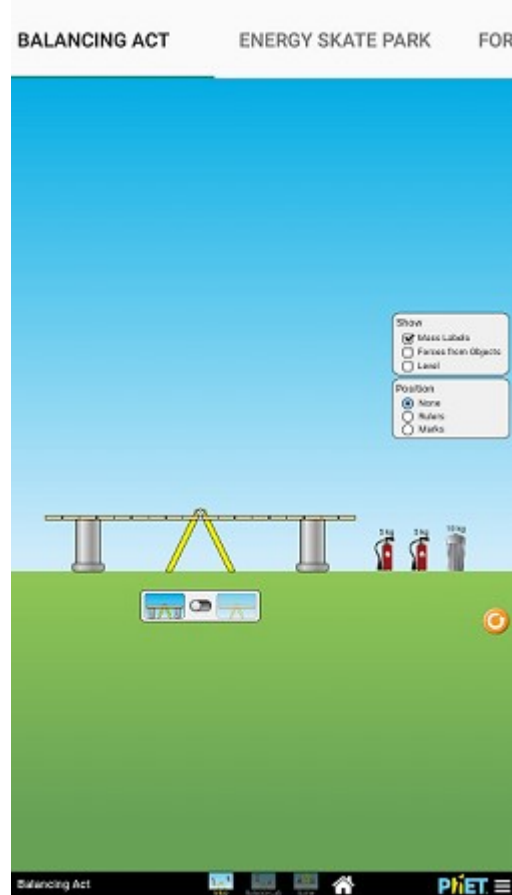 BALANCING ACT ENERGY SKATE PARK FOR
Show
Mass Labels
Forces from Objects
Level
Position
None
Rulers
Marks
5 kg 5 kg 10 kg
Balancing Act PhET